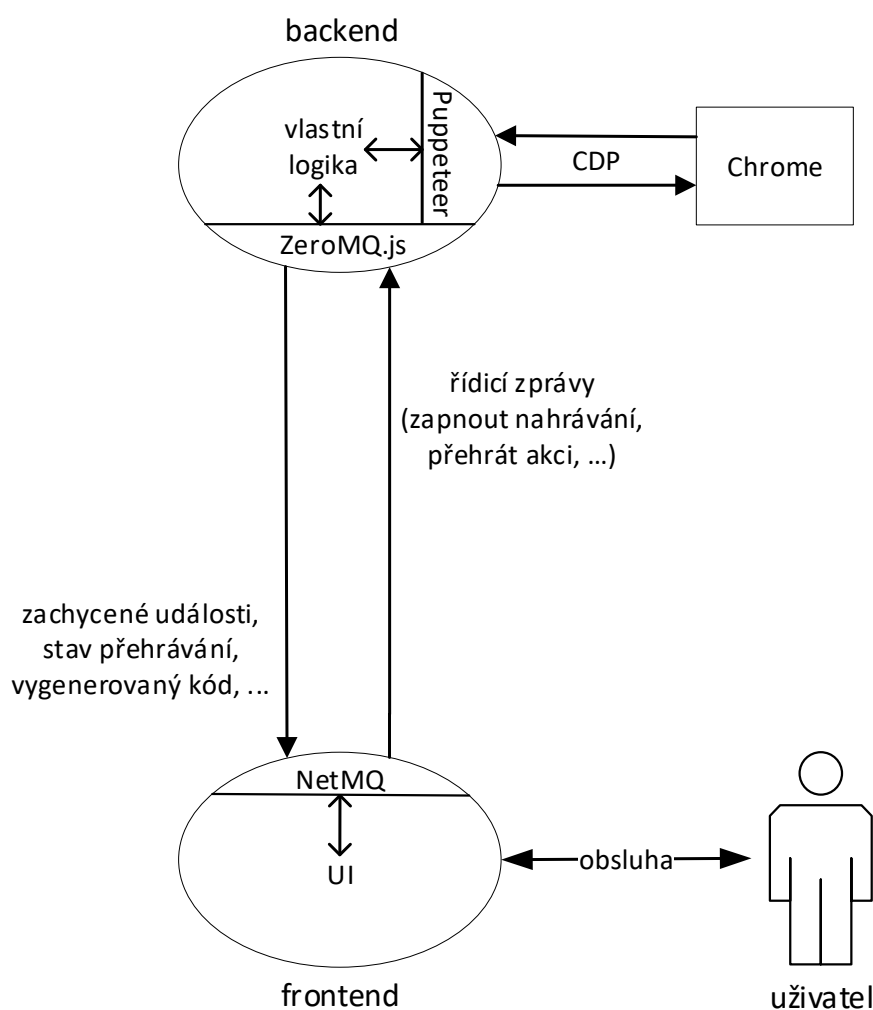 backend
vlastní
logika
Puppeteer
ZeroMQ.js
CDP
Chrome
řídicí zprávy
(zapnout nahrávání,
přehrát akci, ...)
zachycené události,
stav přehrávání,
vygenerovaný kód, ...
NetMQ
UI
obsluha
frontend
uživatel